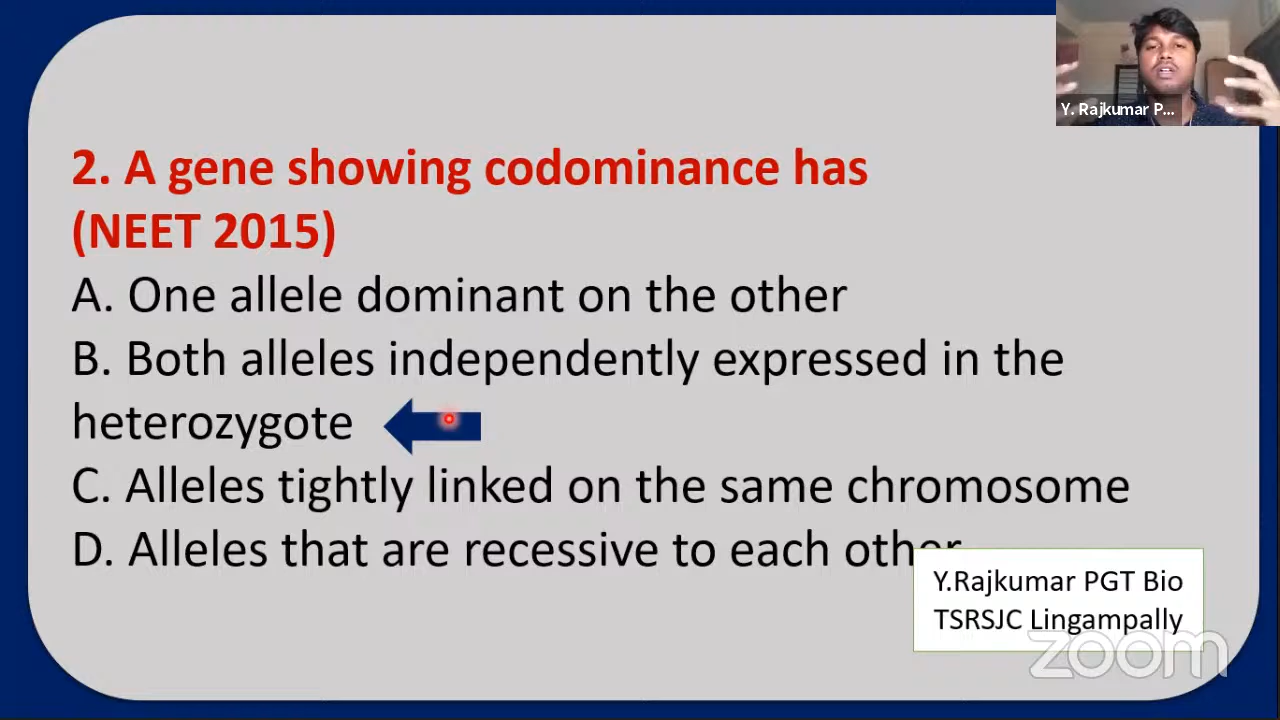 Y. Rajkumar P...
2. A gene showing codominance has
(NEET 2015)
A. One allele dominant on the other
B. Both alleles independently expressed in the
heterozygote
C. Alleles tightly linked on the same chromosome
D. Alleles that are recessive to each other
Y.Rajkumar PGT Bio
TSRSJC Lingampally
zoom